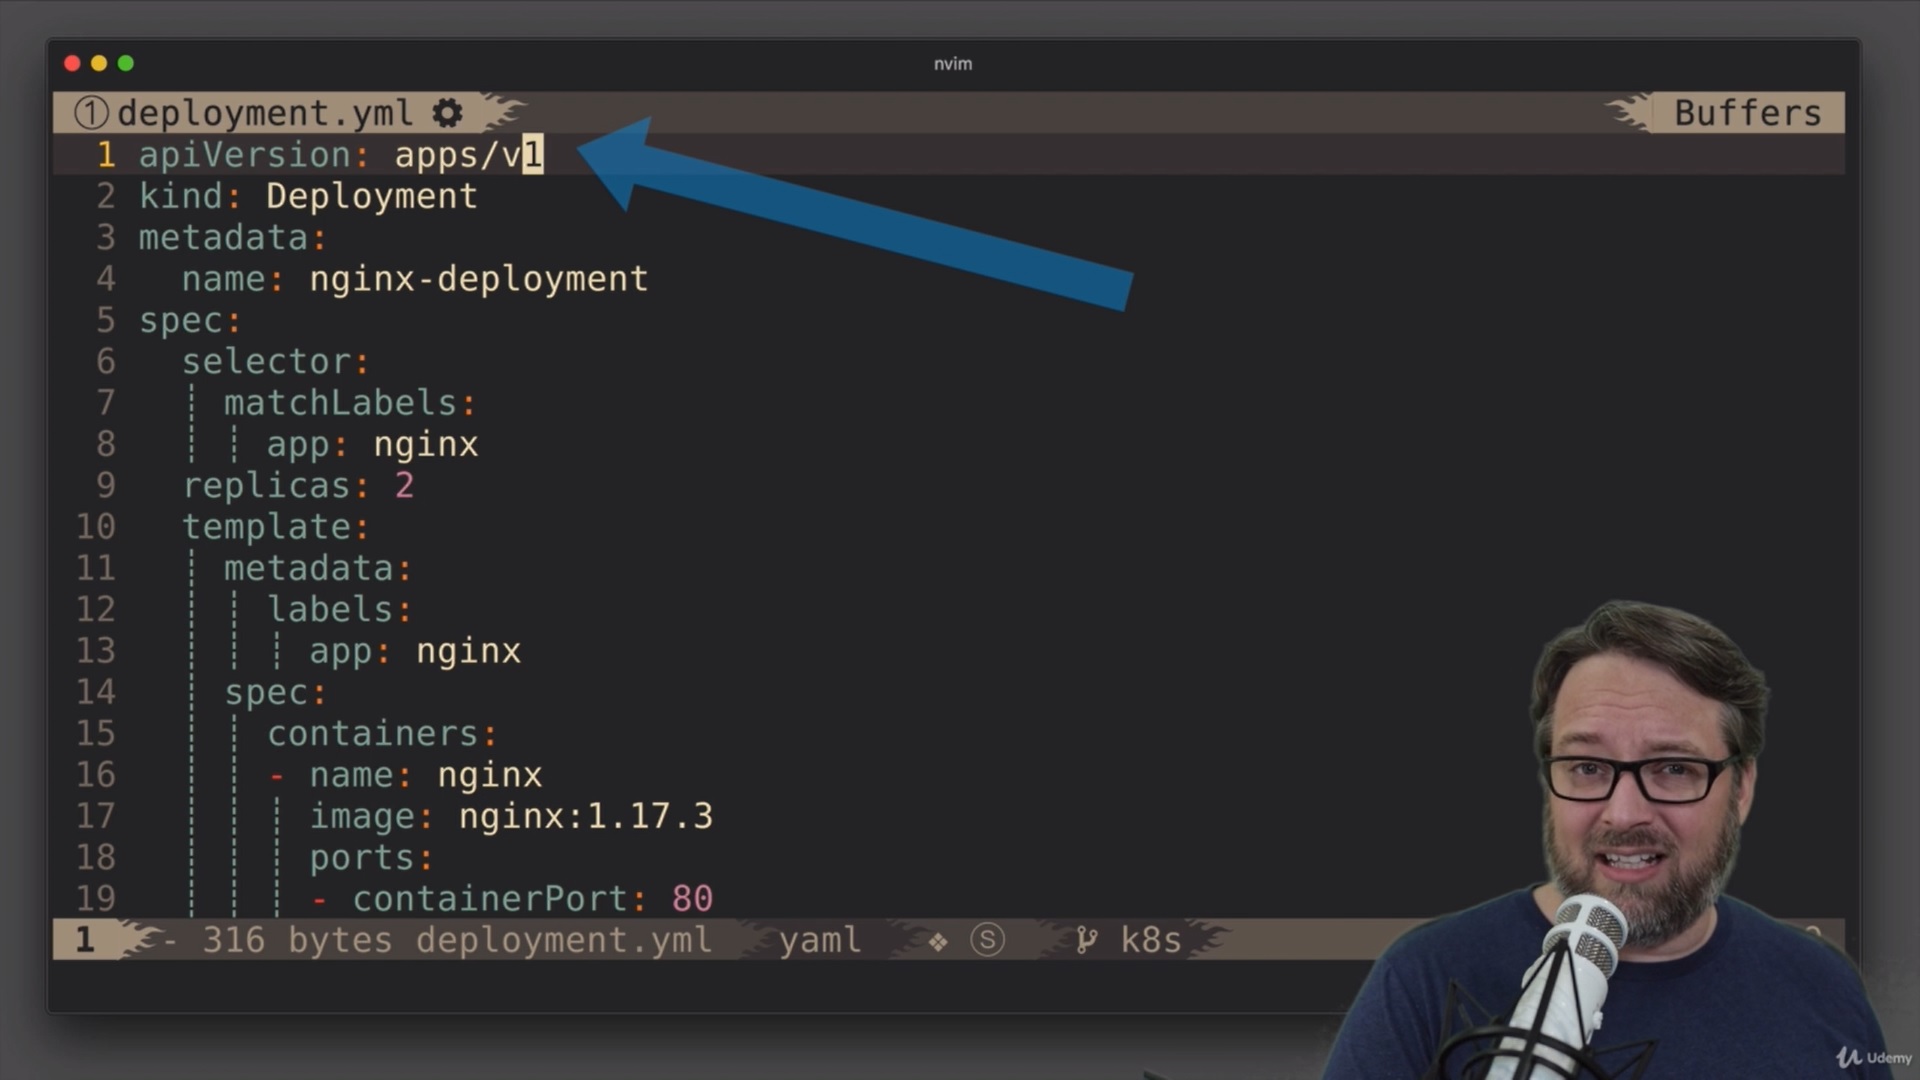 nvim
① deployment.yml
Buffers
1 apiVersion: apps/v1
2 kind: Deployment
3 metadata:
4   name: nginx-deployment
5 spec:
6   selector:
7     matchLabels:
8       app: nginx
9   replicas: 2
10   template:
11     metadata:
12       labels:
13         app: nginx
14     spec:
15       containers:
16       - name: nginx
17         image: nginx:1.17.3
18         ports:
19         - containerPort: 80
1 - 316 bytes deployment.yml yaml ❖ Ⓢ k8s
Udemy